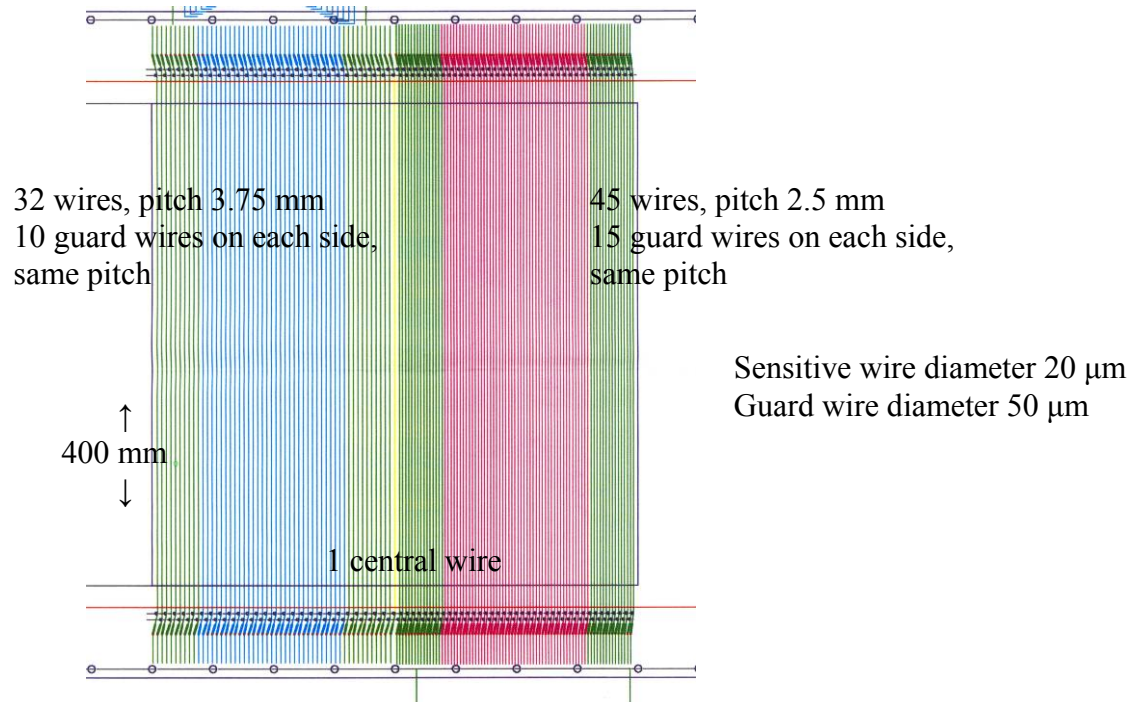 32 wires, pitch 3.75 mm
10 guard wires on each side,
same pitch
45 wires, pitch 2.5 mm
15 guard wires on each side,
same pitch
Sensitive wire diameter 20 μm
Guard wire diameter 50 μm
↑
400 mm
↓
1 central wire